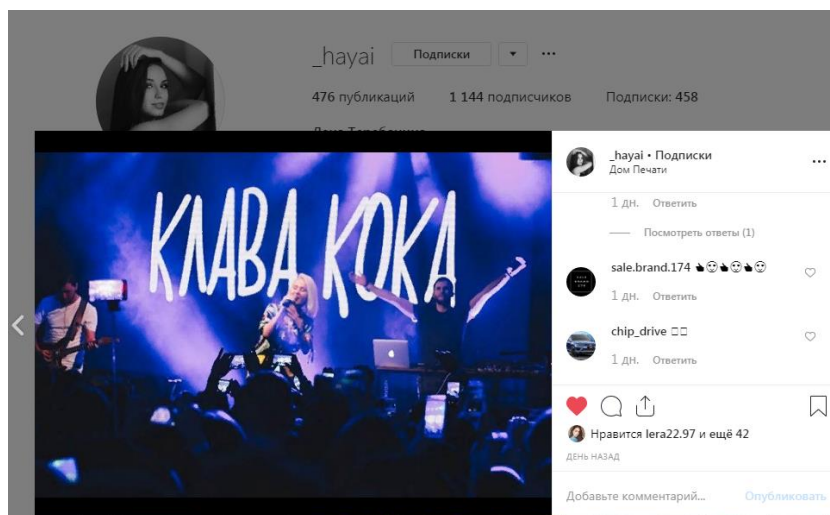 _hayai
Подписки
476 публикаций 1 144 подписчиков Подписки: 458
КЛАВА КОКА
_hayai • Подписки
Дом Печати
1 дн. Ответить
Посмотреть ответы (1)
sale.brand.174
1 дн. Ответить
chip_drive
1 дн. Ответить
Нравится lera22.97 и ещё 42
ДЕНЬ НАЗАД
Добавьте комментарий... Опубликовать